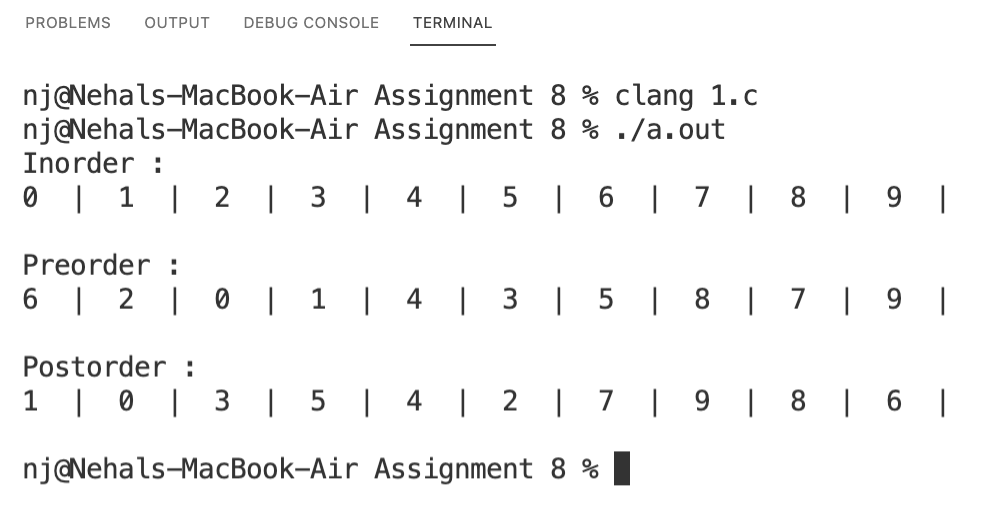 PROBLEMS OUTPUT DEBUG CONSOLE TERMINAL
nj@Nehals-MacBook-Air Assignment 8 % clang 1.c
nj@Nehals-MacBook-Air Assignment 8 % ./a.out
Inorder :
0  |  1  |  2  |  3  |  4  |  5  |  6  |  7  |  8  |  9  |
Preorder :
6  |  2  |  0  |  1  |  4  |  3  |  5  |  8  |  7  |  9  |
Postorder :
1  |  0  |  3  |  5  |  4  |  2  |  7  |  9  |  8  |  6  |
nj@Nehals-MacBook-Air Assignment 8 %